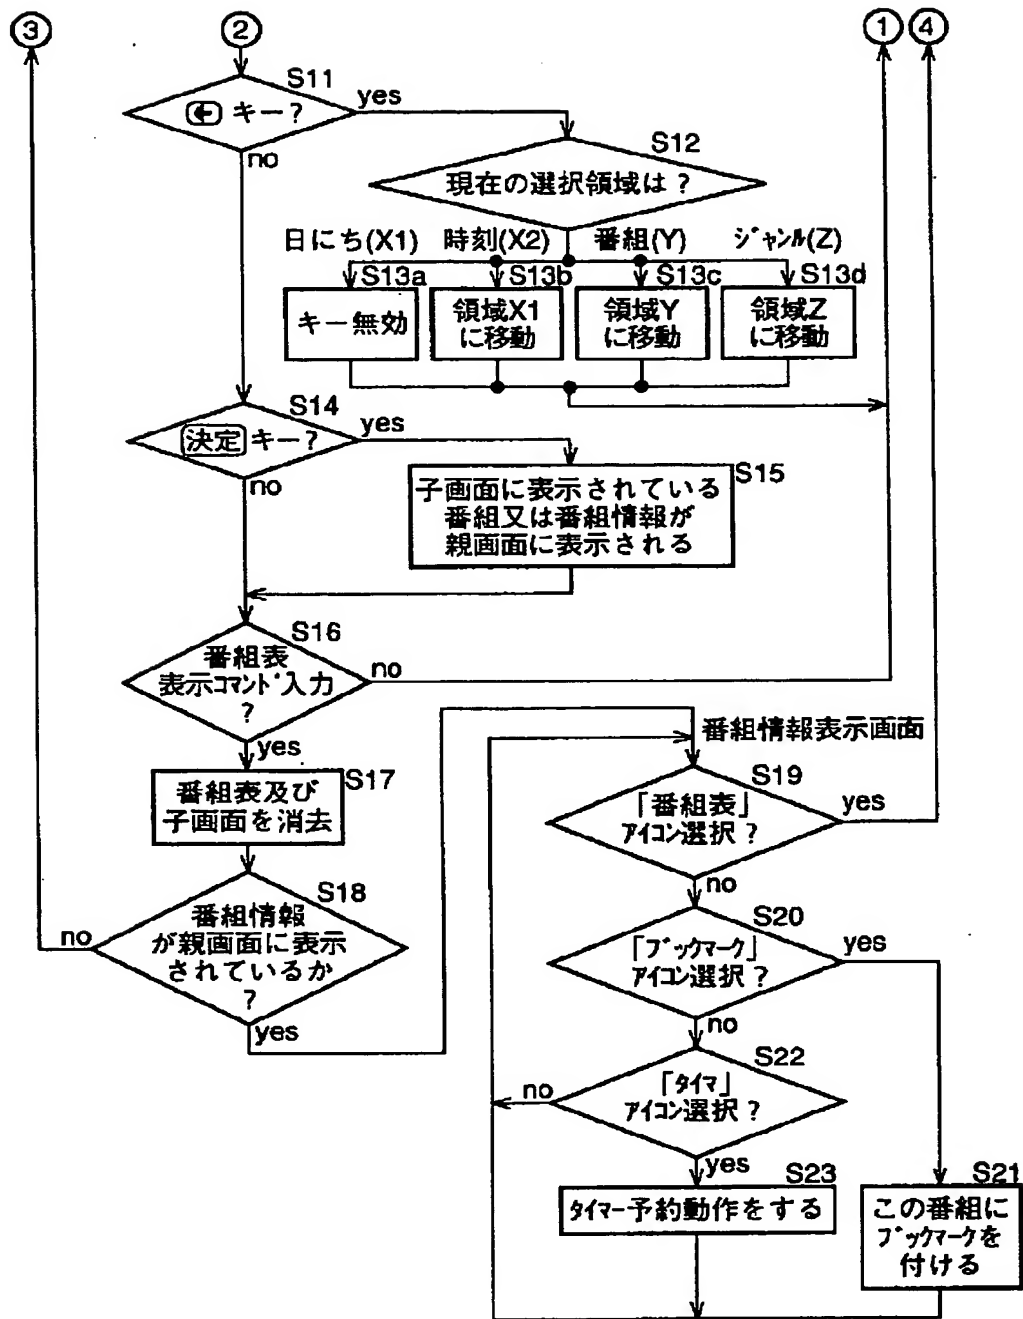 ③
②
①
④
S11
← キー？
yes
no
S12
現在の選択領域は？
日にち(X1)
時刻(X2)
番組(Y)
ジャンル(Z)
S13a
S13b
S13c
S13d
キー無効
領域X1
に移動
領域Y
に移動
領域Z
に移動
S14
決定 キー？
yes
no
S15
子画面に表示されている
番組又は番組情報が
親画面に表示される
S16
番組表
表示コマンド入力
？
no
yes
S17
番組表及び
子画面を消去
S18
番組情報
が親画面に表示
されているか
？
no
yes
番組情報表示画面
S19
「番組表」
アイコン選択？
yes
no
S20
「ブックマーク」
アイコン選択？
yes
no
S22
「タイマ」
アイコン選択？
no
yes
S23
タイマー予約動作をする
S21
この番組に
ブックマークを
付ける